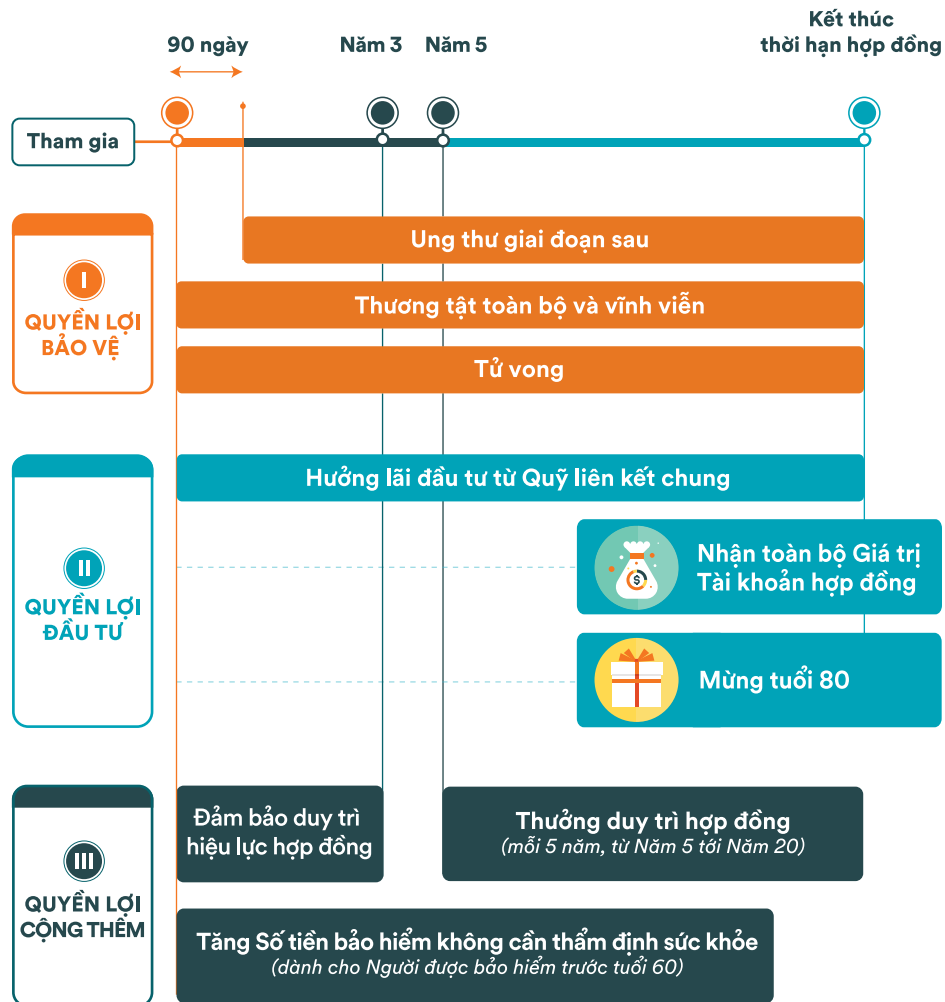 Kết thúc
thời hạn hợp đồng
90 ngày
Năm 3
Năm 5
Tham gia
I
QUYỀN LỢI
BẢO VỆ
Ung thư giai đoạn sau
Thương tật toàn bộ và vĩnh viễn
Tử vong
II
QUYỀN LỢI
ĐẦU TƯ
Hưởng lãi đầu tư từ Quỹ liên kết chung
$
Nhận toàn bộ Giá trị
Tài khoản hợp đồng
Mừng tuổi 80
III
QUYỀN LỢI
CỘNG THÊM
Đảm bảo duy trì
hiệu lực hợp đồng
Thưởng duy trì hợp đồng
(mỗi 5 năm, từ Năm 5 tới Năm 20)
Tăng Số tiền bảo hiểm không cần thẩm định sức khỏe
(dành cho Người được bảo hiểm trước tuổi 60)